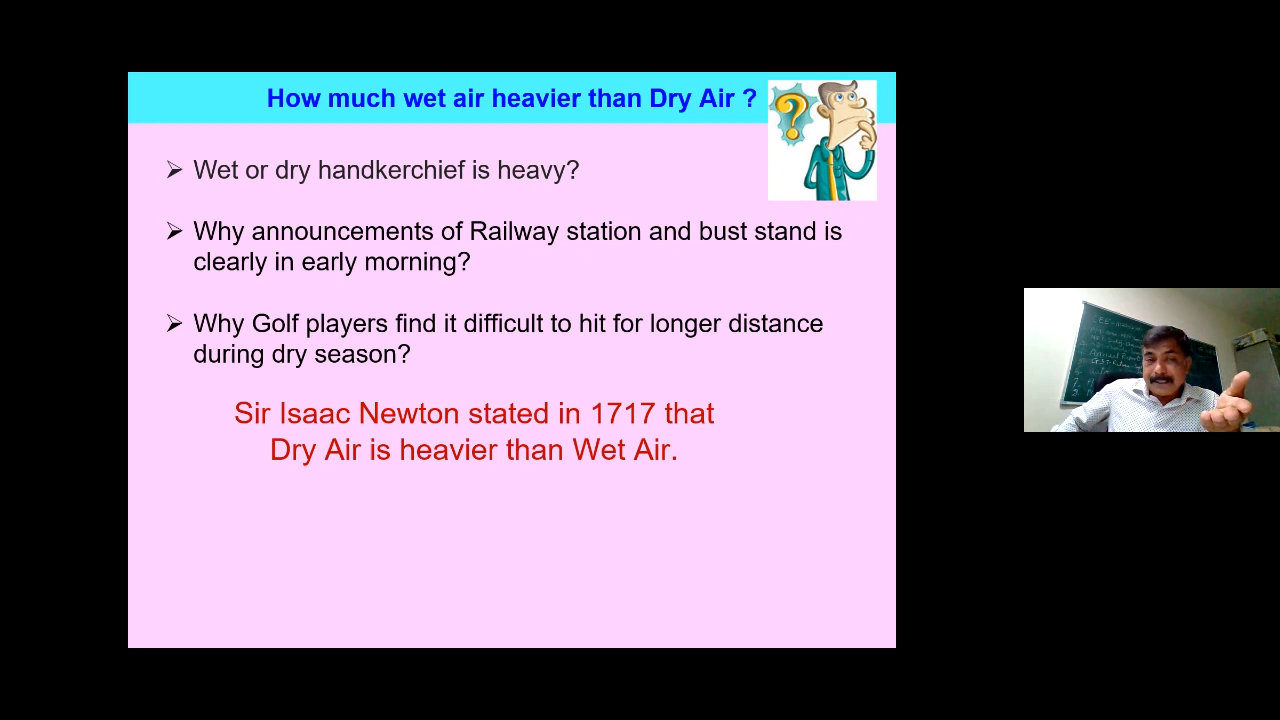 How much wet air heavier than Dry Air ?
➢ Wet or dry handkerchief is heavy?
➢ Why announcements of Railway station and bust stand is
clearly in early morning?
➢ Why Golf players find it difficult to hit for longer distance
during dry season?
Sir Isaac Newton stated in 1717 that
Dry Air is heavier than Wet Air.
Annual Report